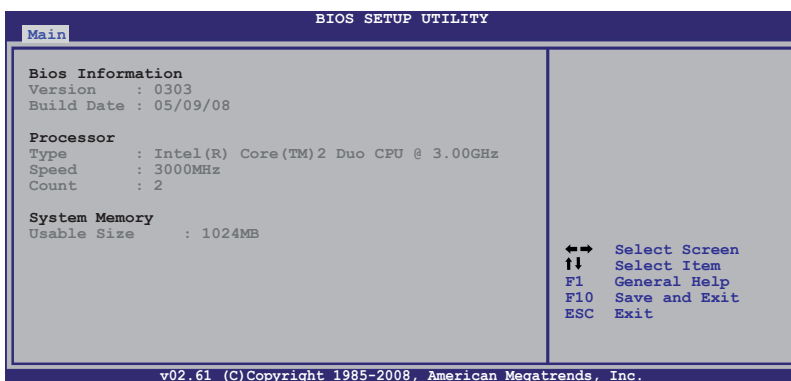 BIOS SETUP UTILITY
Main
Bios Information
Version : 0303
Build Date : 05/09/08
Processor
Type : Intel(R) Core(TM)2 Duo CPU @ 3.00GHz
Speed : 3000MHz
Count : 2
System Memory
Usable Size : 1024MB
←→ Select Screen
↑↓ Select Item
F1 General Help
F10 Save and Exit
ESC Exit
v02.61 (C)Copyright 1985-2008, American Megatrends, Inc.